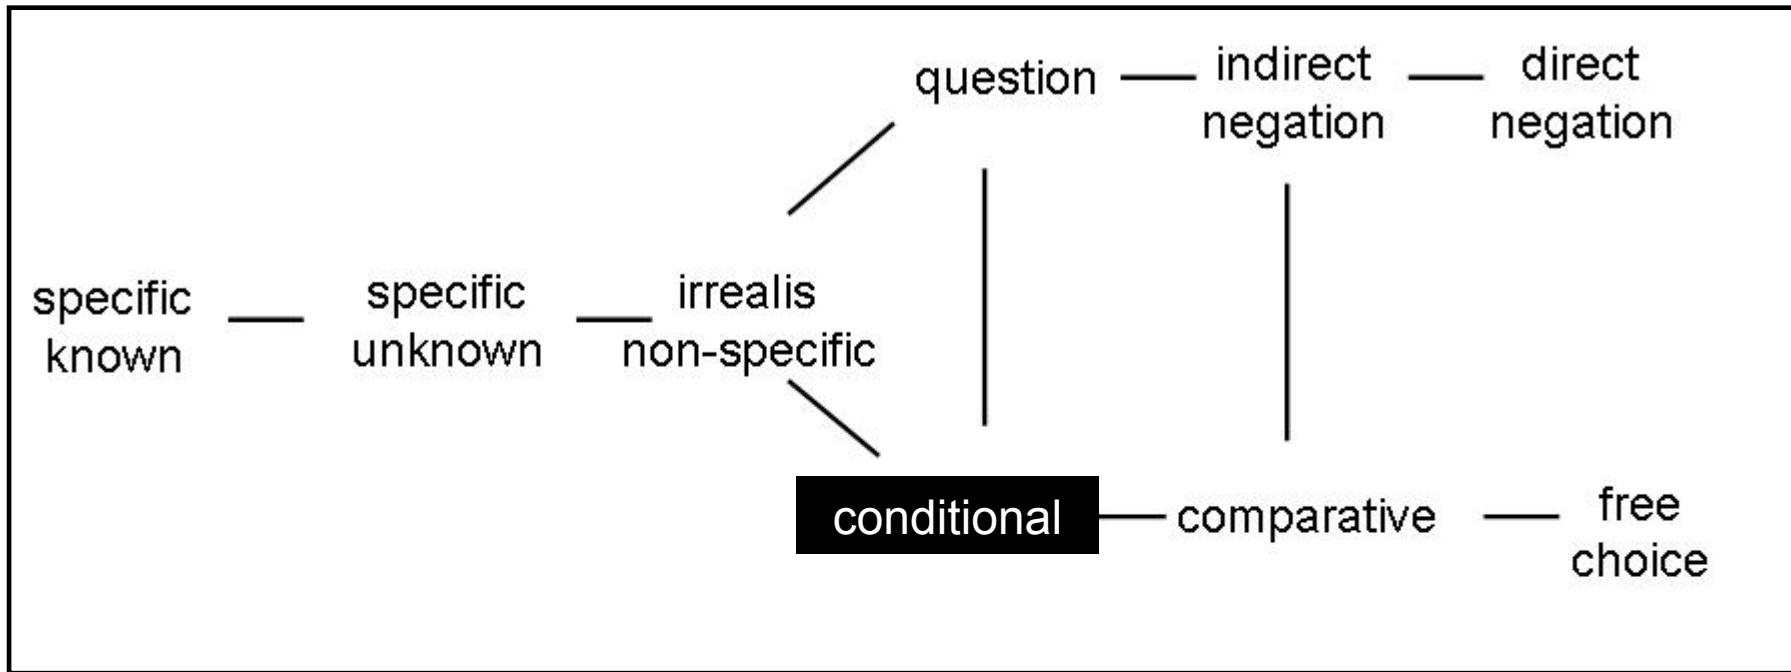 question
indirect
negation
direct
negation
specific
known
specific
unknown
irrealis
non-specific
conditional
comparative
free
choice